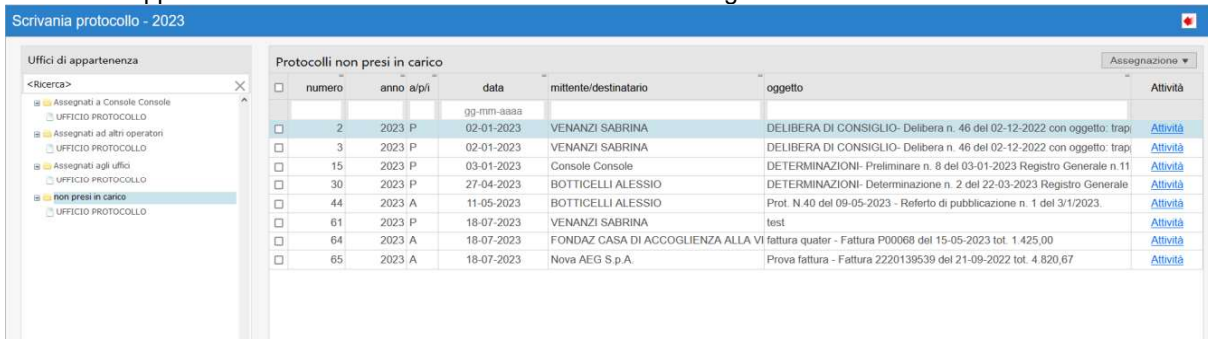 Scrivania protocollo - 2023
Uffici di appartenenza
<Ricerca>
Assegnati a Console Console
UFFICIO PROTOCOLLO
Assegnati ad altri operatori
UFFICIO PROTOCOLLO
Assegnati agli uffici
UFFICIO PROTOCOLLO
non presi in carico
UFFICIO PROTOCOLLO
Protocolli non presi in carico Assegnazione
numero anno a/p/i data mittente/destinatario oggetto Attività
gg-mm-aaaa
2 2023 P 02-01-2023 VENANZI SABRINA DELIBERA DI CONSIGLIO- Delibera n. 46 del 02-12-2022 con oggetto: trap Attività
3 2023 P 02-01-2023 VENANZI SABRINA DELIBERA DI CONSIGLIO- Delibera n. 46 del 02-12-2022 con oggetto: trap Attività
15 2023 P 03-01-2023 Console Console DETERMINAZIONI- Preliminare n. 8 del 03-01-2023 Registro Generale n.11 Attività
30 2023 P 27-04-2023 BOTTICELLI ALESSIO DETERMINAZIONI- Determinazione n. 2 del 22-03-2023 Registro Generale Attività
44 2023 A 11-05-2023 BOTTICELLI ALESSIO Prot. N.40 del 09-05-2023 - Referto di pubblicazione n. 1 del 3/1/2023. Attività
61 2023 P 18-07-2023 VENANZI SABRINA test Attività
64 2023 A 18-07-2023 FONDAZ CASA DI ACCOGLIENZA ALLA VI fattura quater - Fattura P00068 del 15-05-2023 tot. 1.425,00 Attività
65 2023 A 18-07-2023 Nova AEG S.p.A. Prova fattura - Fattura 2220139539 del 21-09-2022 tot. 4.820,67 Attività